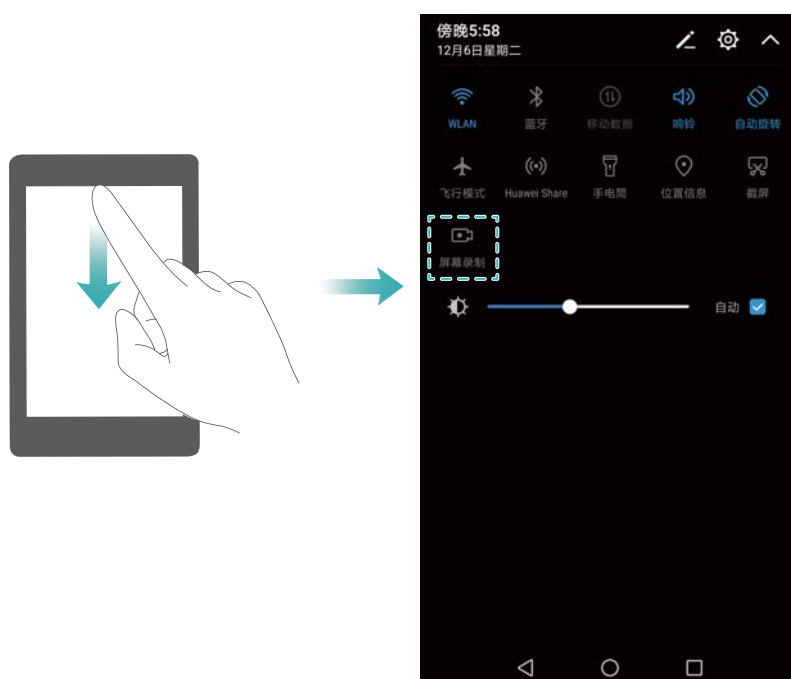 傍晚5:58
12月6日星期二
WLAN
蓝牙
移动数据
响铃
自动旋转
飞行模式
Huawei Share
手电筒
位置信息
截屏
屏幕录制
自动